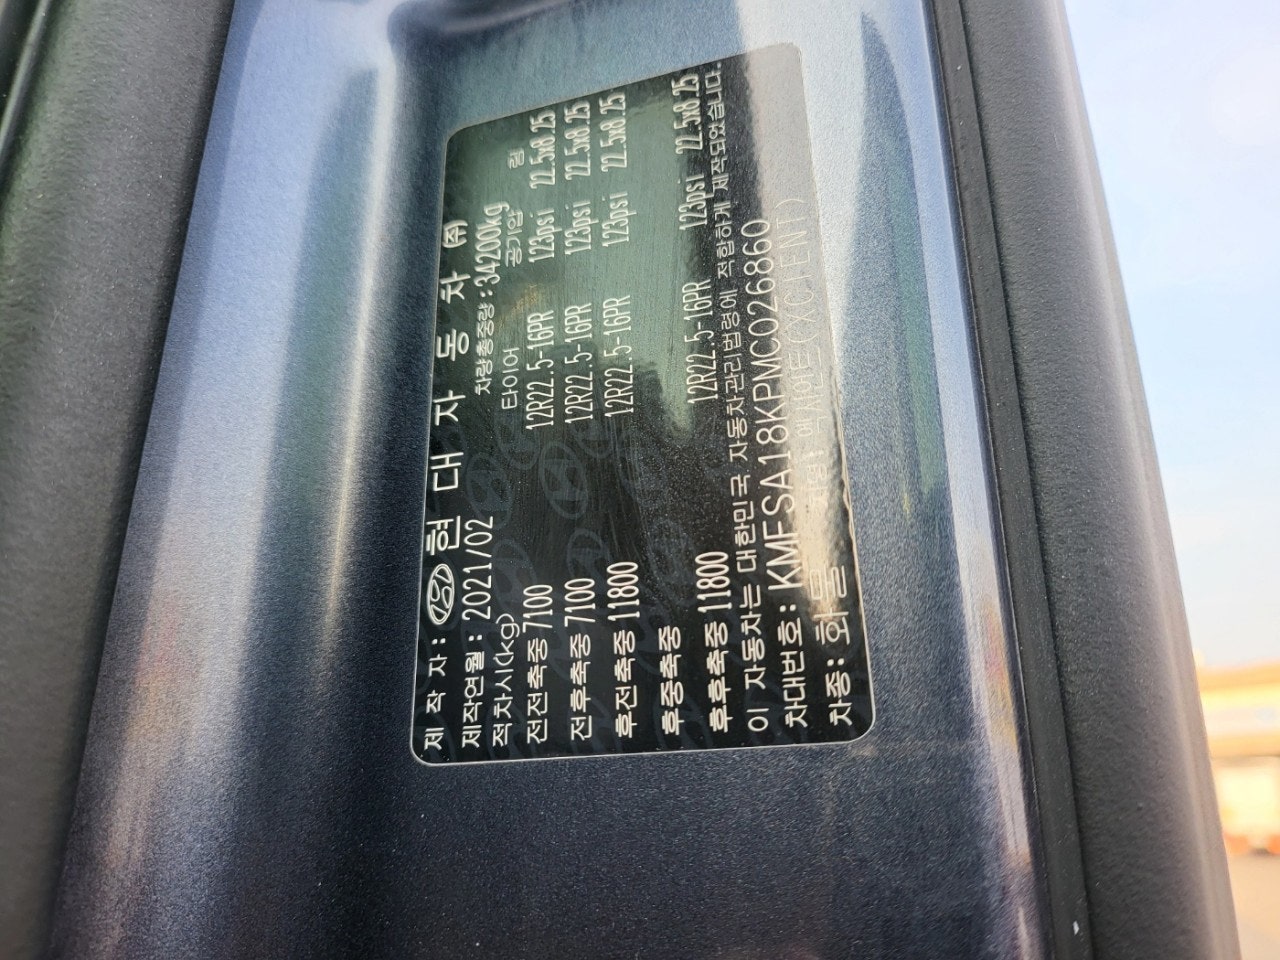 제 작 자 : 현 대 자 동 차 ㈜
제작연월 : 2021/02 차량총중량 : 34200kg
적차시(kg) 타이어 공기압 림
전전축중 7100 12R22.5-16PR 123psi 22.5x8.25
전후축중 7100 12R22.5-16PR 123psi 22.5x8.25
후전축중 11800 12R22.5-16PR 123psi 22.5x8.25
후중축중
후후축중 11800 12R22.5-16PR 123psi 22.5x8.25
이 자동차는 대한민국 자동차관리법령에 적합하게 제작되었습니다.
차대번호 : KMFSA18KPMC026860
차종: 화물 차명: 엑시언트(XCIENT)